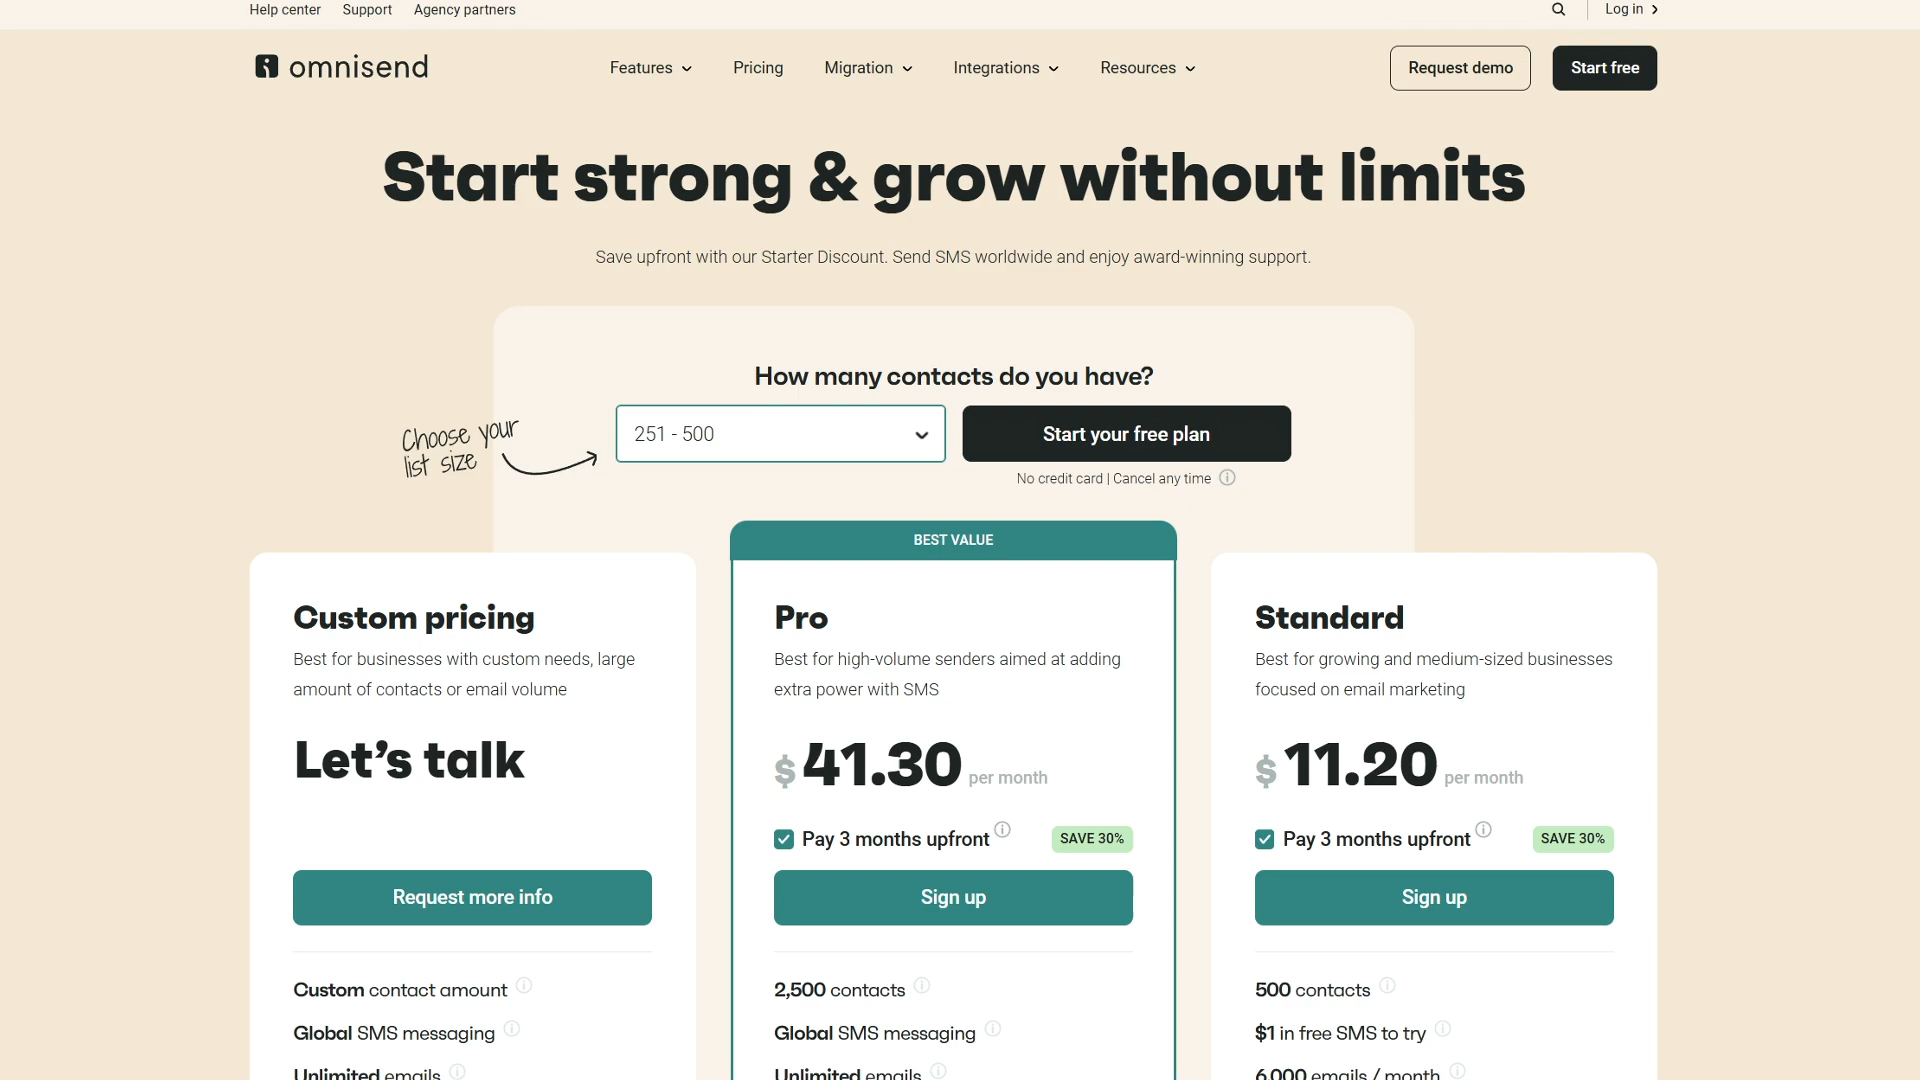 Help center Support Agency partners Log in
omnisend Features Pricing Migration Integrations Resources Request demo Start free
Start strong & grow without limits
Save upfront with our Starter Discount. Send SMS worldwide and enjoy award-winning support.
How many contacts do you have?
Choose your
list size
251 - 500
Start your free plan
No credit card | Cancel any time
Custom pricing
Best for businesses with custom needs, large
amount of contacts or email volume
Let’s talk
Request more info
Custom contact amount
Global SMS messaging
Unlimited emails
BEST VALUE
Pro
Best for high-volume senders aimed at adding
extra power with SMS
$ 41.30 per month
Pay 3 months upfront SAVE 30%
Sign up
2,500 contacts
Global SMS messaging
Unlimited emails
Standard
Best for growing and medium-sized businesses
focused on email marketing
$ 11.20 per month
Pay 3 months upfront SAVE 30%
Sign up
500 contacts
$1 in free SMS to try
6,000 emails / month